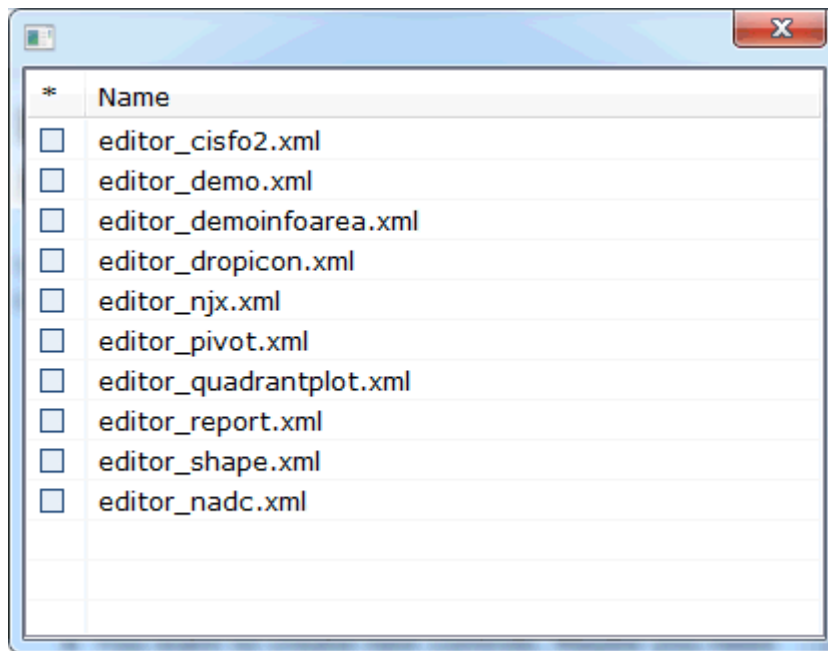 * Name
editor_cisfo2.xml
editor_demo.xml
editor_demoinfoarea.xml
editor_dropicon.xml
editor_njx.xml
editor_pivot.xml
editor_quadrantplot.xml
editor_report.xml
editor_shape.xml
editor_nadc.xml